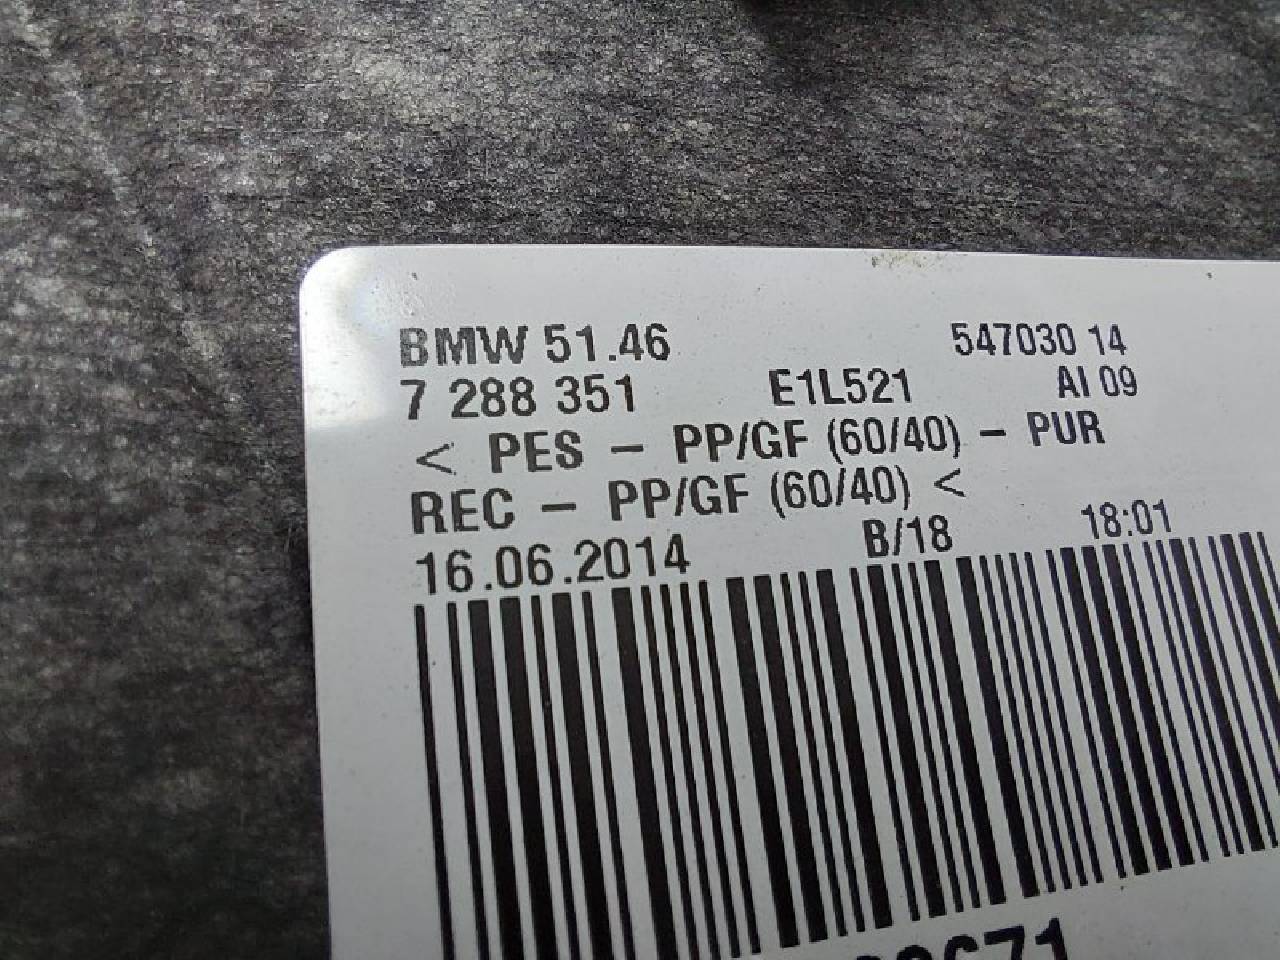 BMW 51.46 547030 14
7 288 351 E1L521 AI 09
< PES - PP/GF (60/40) - PUR
REC - PP/GF (60/40) <
16.06.2014 B/18 18:01